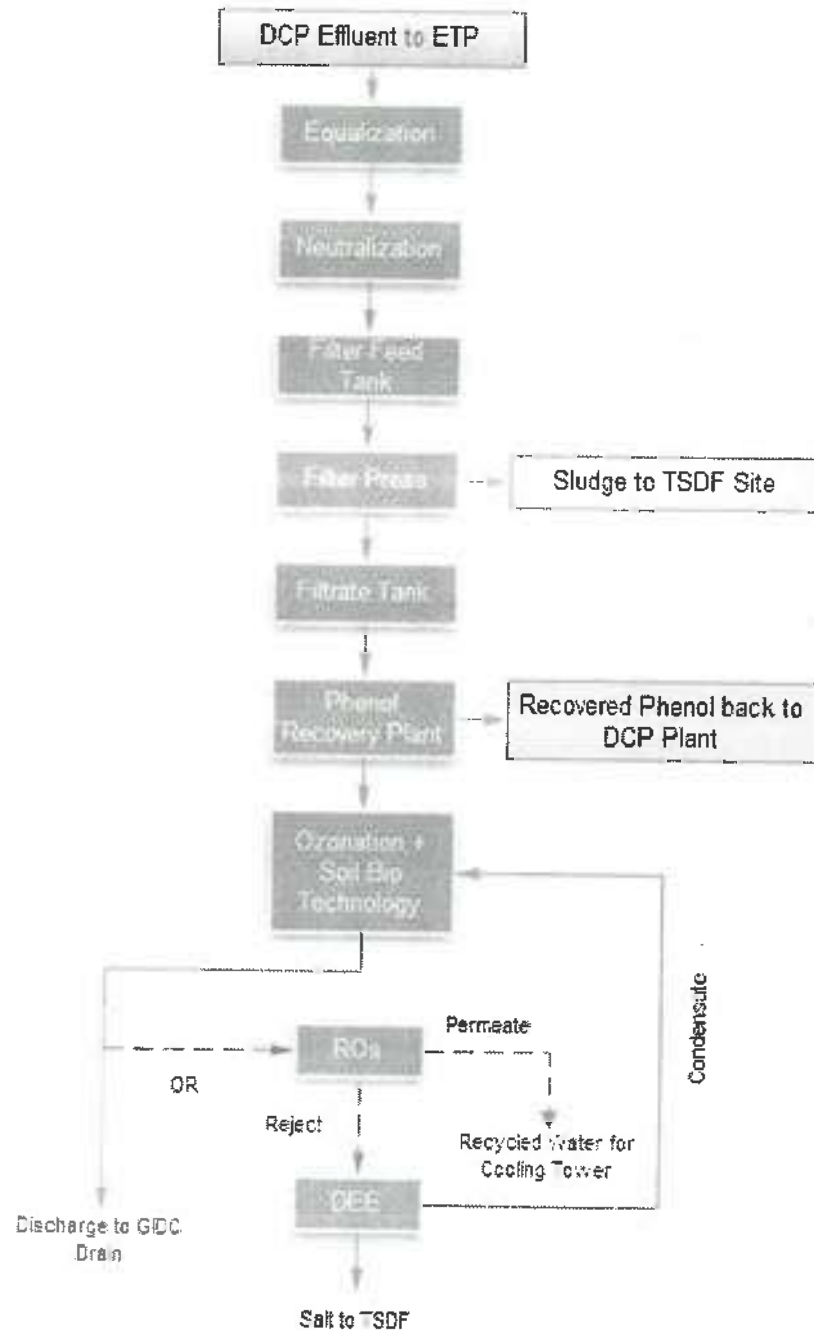 DCP Effluent to ETP
Equalization
Neutralization
Filter Feed
Tank
Filter Press
Sludge to TSDF Site
Filtrate Tank
Phenol
Recovery Plant
Recovered Phenol back to
DCP Plant
Ozonation +
Soil Bio
Technology
Condensate
Permeate
ROs
OR
Reject
Recycled Water for
Cooling Tower
DEE
Discharge to GIDC
Drain
Salt to TSDF